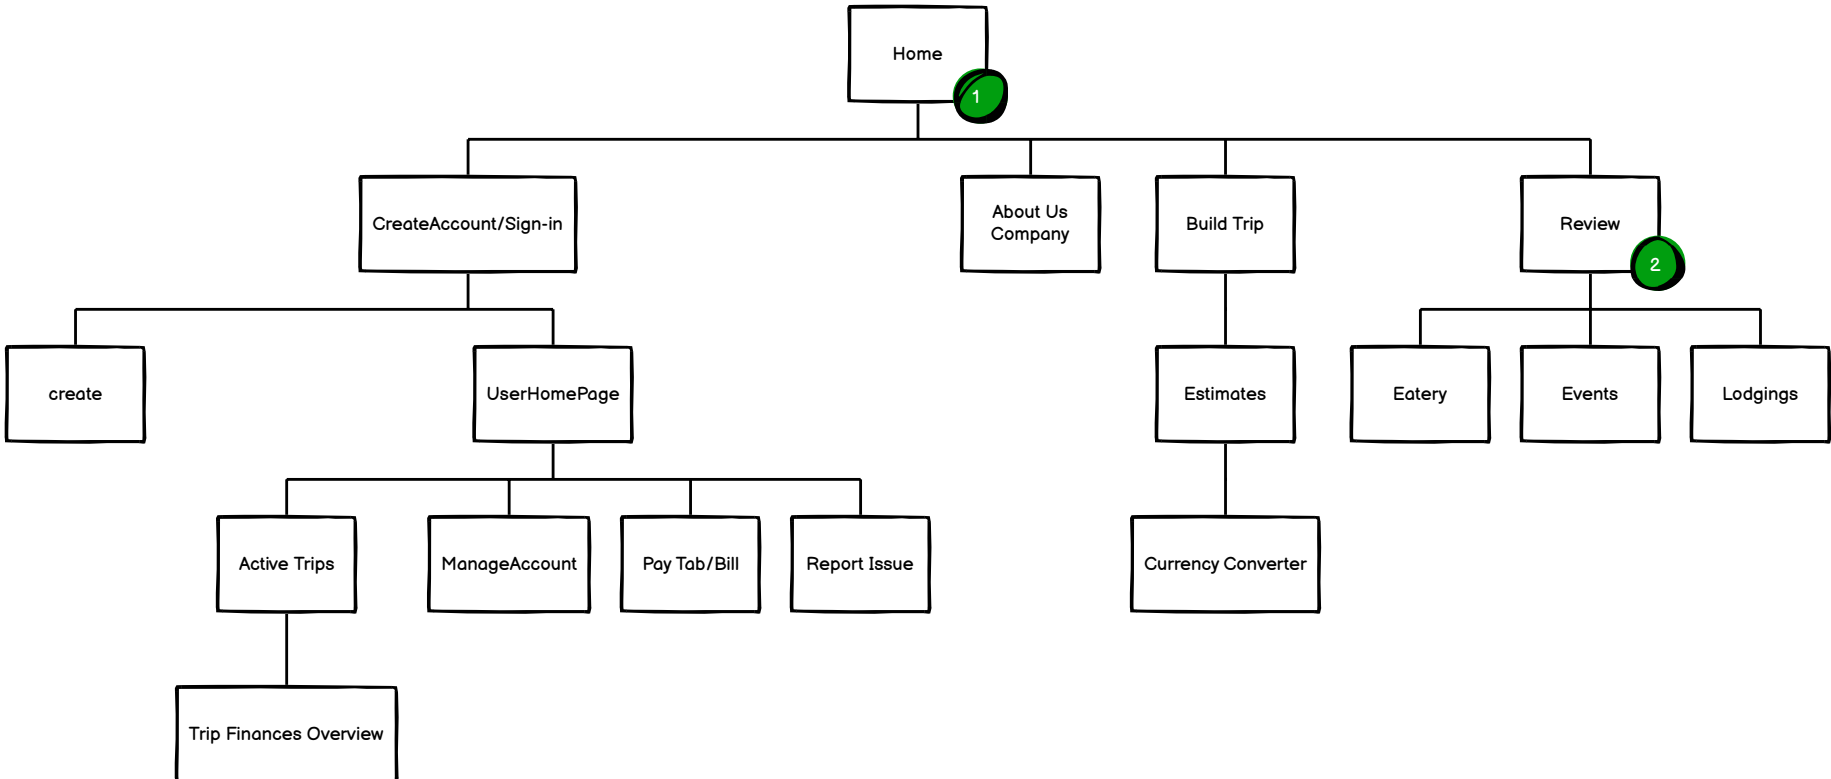 Home
1
CreateAccount/Sign-in
About Us
Company
Build Trip
Review
2
create
UserHomePage
Estimates
Eatery
Events
Lodgings
Active Trips
ManageAccount
Pay Tab/Bill
Report Issue
Currency Converter
Trip Finances Overview